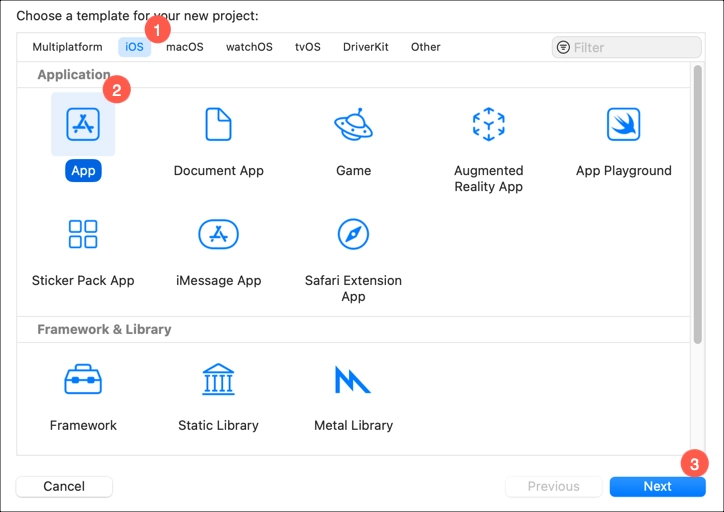 Choose a template for your new project:
1
Multiplatform iOS macOS watchOS tvOS DriverKit Other Filter
Application
2
App Document App Game Augmented Reality App App Playground
Sticker Pack App iMessage App Safari Extension App
Framework & Library
Framework Static Library Metal Library
3
Cancel Previous Next